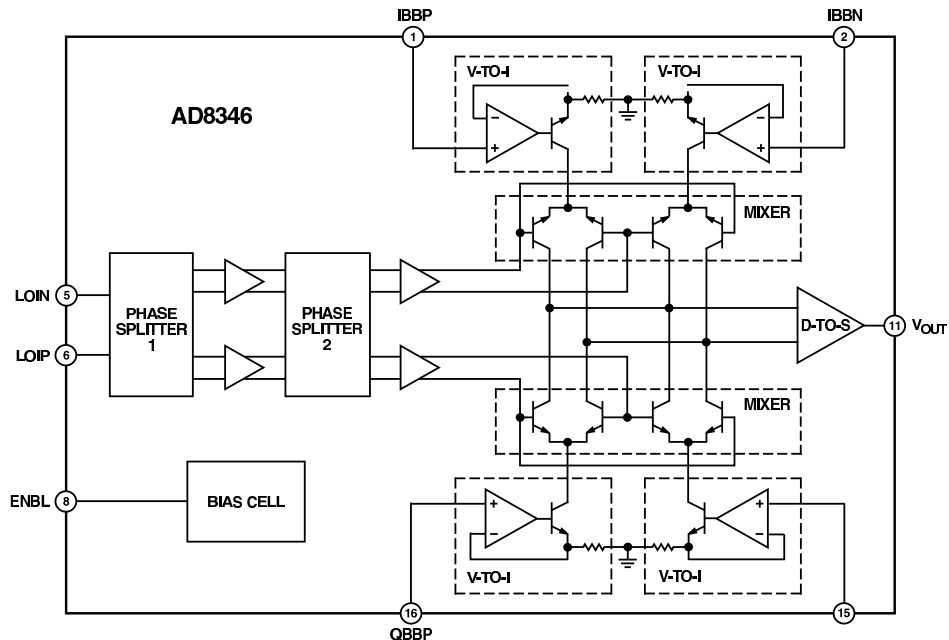 IBBP
1
IBBN
2
V-TO-I
V-TO-I
AD8346
−
+
−
+
MIXER
LOIN
5
LOIP
6
PHASE
SPLITTER
1
PHASE
SPLITTER
2
D-TO-S
11
VOUT
MIXER
ENBL
8
BIAS CELL
+
−
+
−
V-TO-I
V-TO-I
16
QBBP
15